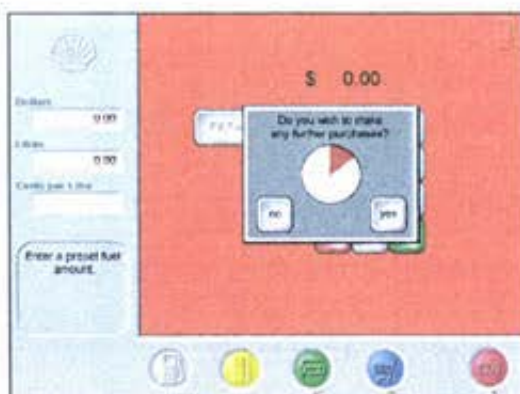 $ 0.00
Dollars
0.00
Litres
0.00
Cents per Litre
Do you wish to make
any further purchases?
no
yes
Enter a preset fuel
amount.